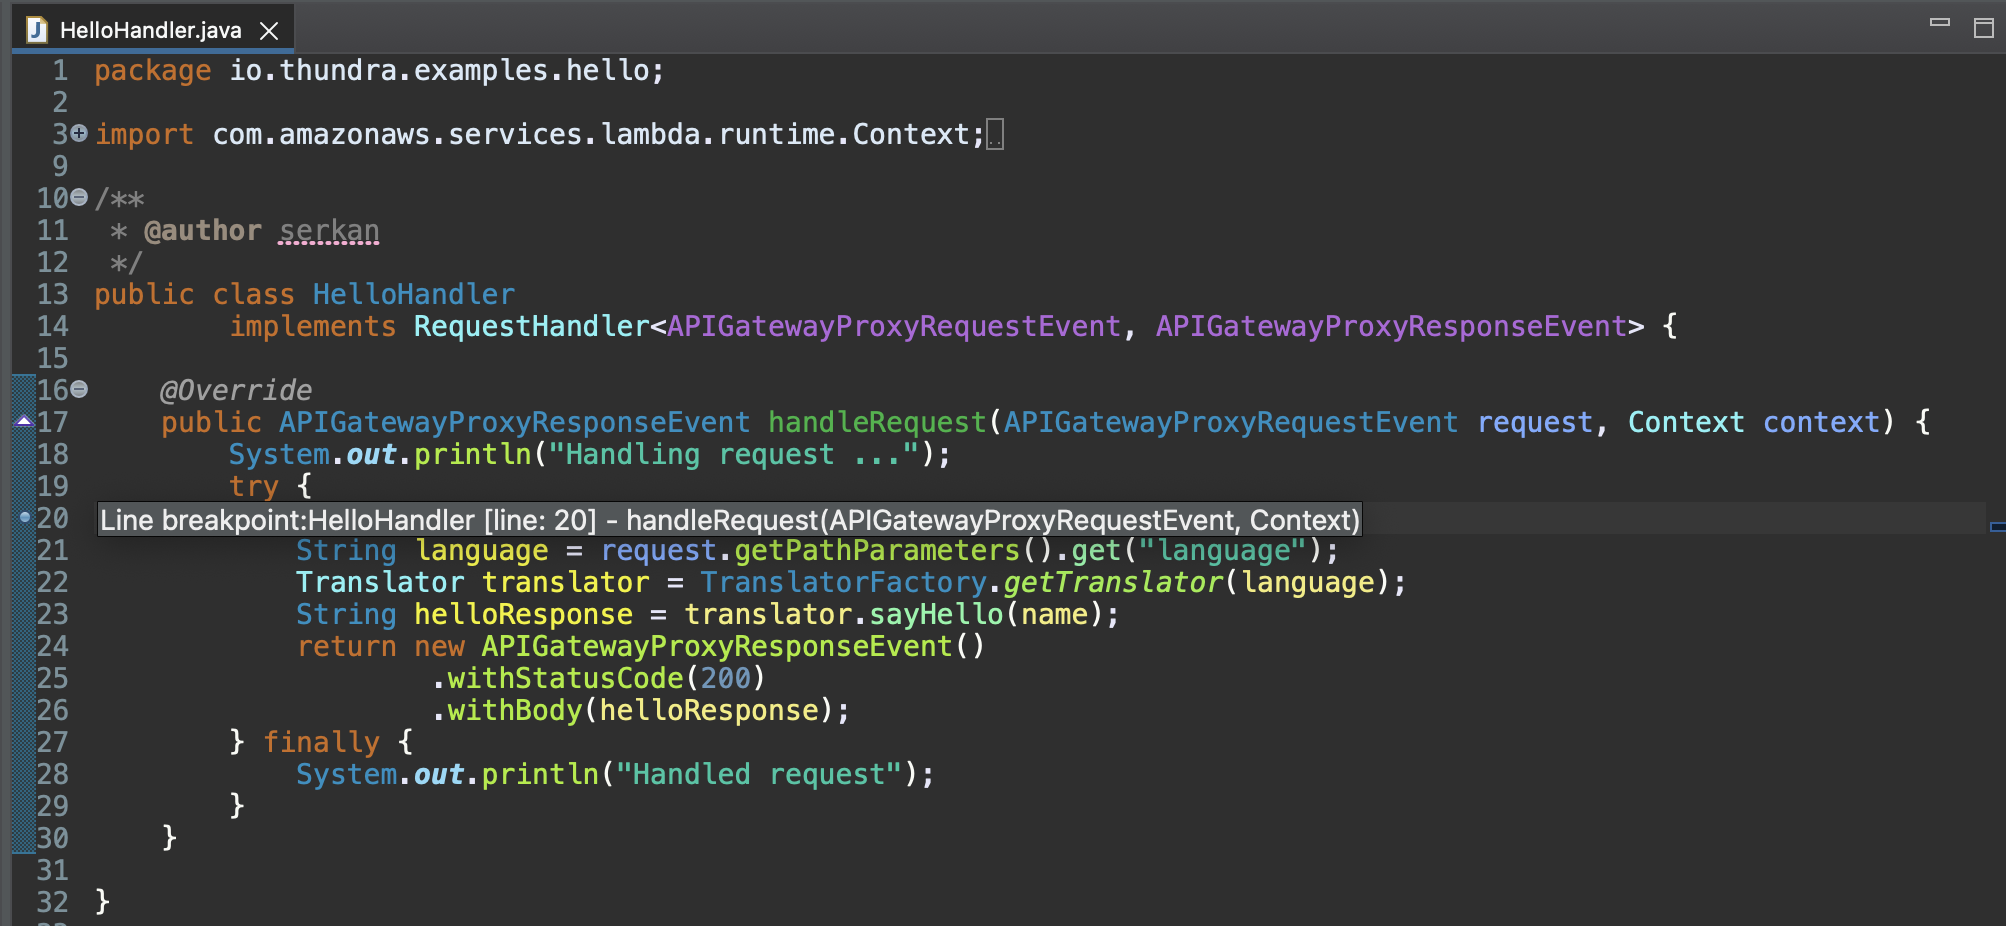 HelloHandler.java
1 package io.thundra.examples.hello;
2
3 import com.amazonaws.services.lambda.runtime.Context;
9
10 /**
11  * @author serkan
12  */
13 public class HelloHandler
14         implements RequestHandler<APIGatewayProxyRequestEvent, APIGatewayProxyResponseEvent> {
15
16     @Override
17     public APIGatewayProxyResponseEvent handleRequest(APIGatewayProxyRequestEvent request, Context context) {
18         System.out.println("Handling request ...");
19         try {
20 Line breakpoint:HelloHandler [line: 20] - handleRequest(APIGatewayProxyRequestEvent, Context)
21             String language = request.getPathParameters().get("language");
22             Translator translator = TranslatorFactory.getTranslator(language);
23             String helloResponse = translator.sayHello(name);
24             return new APIGatewayProxyResponseEvent()
25                     .withStatusCode(200)
26                     .withBody(helloResponse);
27         } finally {
28             System.out.println("Handled request");
29         }
30     }
31
32 }